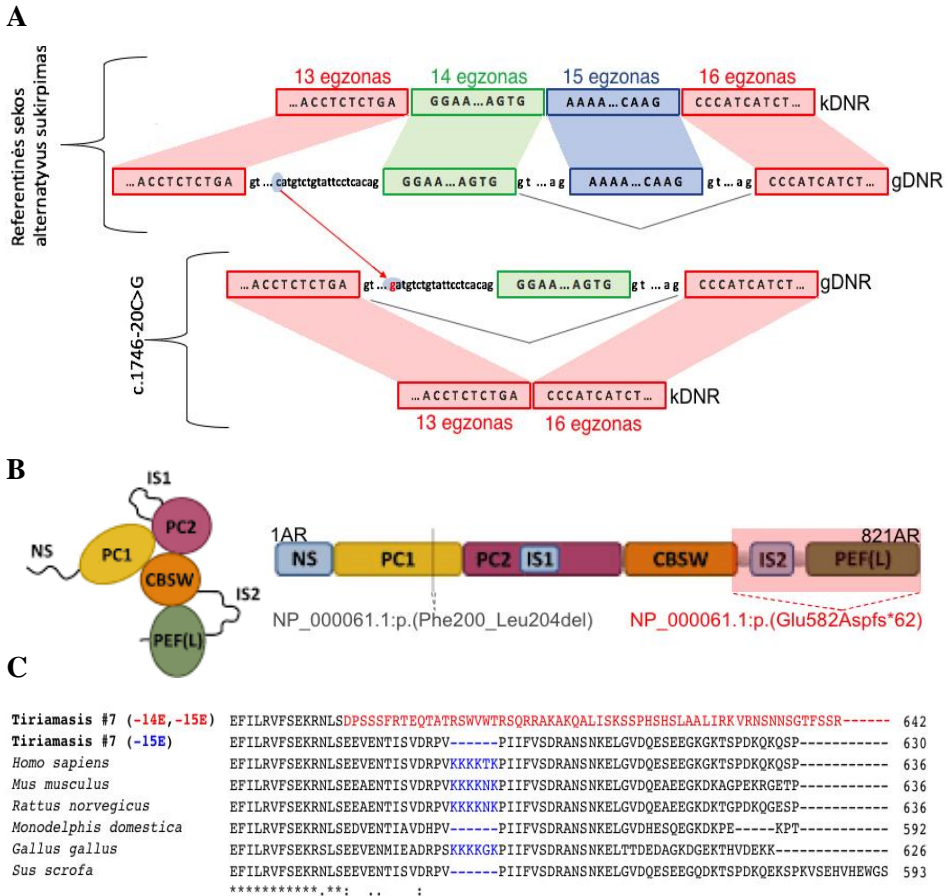 A
Referentinės sekos
alternatyvus sukirpimas
13 egzonas 14 egzonas 15 egzonas 16 egzonas
...ACCTCTCTGA GGAA...AGTG AAAA...CAAG CCCATCATCT... kDNR
...ACCTCTCTGA gt ... catgtctgtattcctcacag GGAA...AGTG gt ...ag AAAA...CAAG gt ...ag CCCATCATCT... gDNR
c.1746-20C>G
...ACCTCTCTGA gt ... gatgtctgtattcctcacag GGAA...AGTG gt ...ag CCCATCATCT... gDNR
...ACCTCTCTGA CCCATCATCT... kDNR
13 egzonas 16 egzonas
B
IS1
PC2
NS
PC1
CBSW
IS2
PEF(L)
1AR 821AR
NS PC1 PC2 IS1 CBSW IS2 PEF(L)
NP_000061.1:p.(Phe200_Leu204del) NP_000061.1:p.(Glu582Aspfs*62)
C
Tiriamasis #7 (-14E,-15E) EFILRVFSEKRNLSDPSSSFRTEQTATRSWVWTRSQRRAKAKQALISKSSPHSHSLAALIRKVRNSNNSGTFSSR------ 642
Tiriamasis #7 (-15E) EFILRVFSEKRNLSEEVENTISVDRPV------PIIFVSDRANSNKELGVDQESEEGKGKTSPDKQKQSP------------ 630
Homo sapiens EFILRVFSEKRNLSEEVENTISVDRPVKKKKTKPIIFVSDRANSNKELGVDQESEEGKGKTSPDKQKQSP------------ 636
Mus musculus EFILRVFSEKRNLSEEAENTISVDRPVKKKKNKPIIFVSDRANSNKELGVDQEAEEGKDKAGPEKRGETP------------ 636
Rattus norvegicus EFILRVFSEKRNLSEEAENTISVDRPVKKKKNKPIIFVSDRANSNKELGVDQEAEEGKDKTGPDKQGESP------------ 636
Monodelphis domestica EFILRVFSEKRNLSEDVENTIAVDHPV------PIIFVSDRANSNKELGVDHESQEGKDKPE-----KPT------------ 592
Gallus gallus EFILRVFSEKRNLSEEVENMIEADRPSKKKKGKPIIFVSDRANSNKELTTDEDAGKDGEKTHVDEKK--------------- 626
Sus scrofa EFILRVFSEKRNLSEEVENTISVDRPV------PIIFVSDRANSNKELGVDQESEEGQDKTSPDKQEKSPKVSEHVHEWGS 593
***********.**: .. :